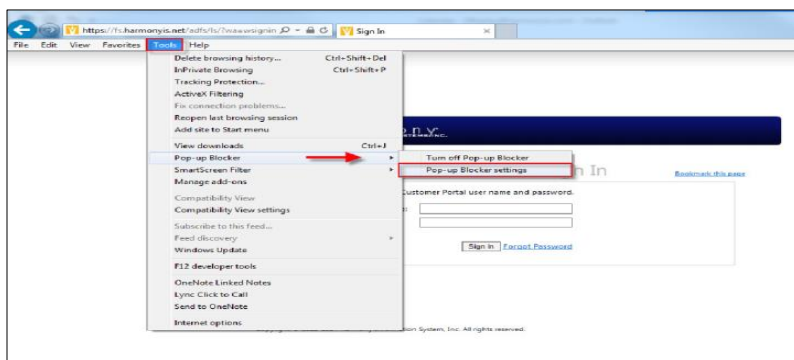 https://fs.harmonyis.net/adfs/ls/?wa=wsignin
Sign In
File Edit View Favorites Tools Help
Delete browsing history... Ctrl+Shift+Del
InPrivate Browsing Ctrl+Shift+P
Tracking Protection...
ActiveX Filtering
Fix connection problems...
Reopen last browsing session
Add site to Start menu
View downloads Ctrl+J
Pop-up Blocker
Turn off Pop-up Blocker
SmartScreen Filter
Pop-up Blocker settings
n In
Bookmark this page
Manage add-ons
Compatibility View
ustomer Portal user name and password.
Compatibility View settings
Subscribe to this feed...
Feed discovery
Windows Update
Sign in Forgot Password
F12 developer tools
OneNote Linked Notes
Lync Click to Call
Send to OneNote
Internet options
System, Inc. All rights reserved.